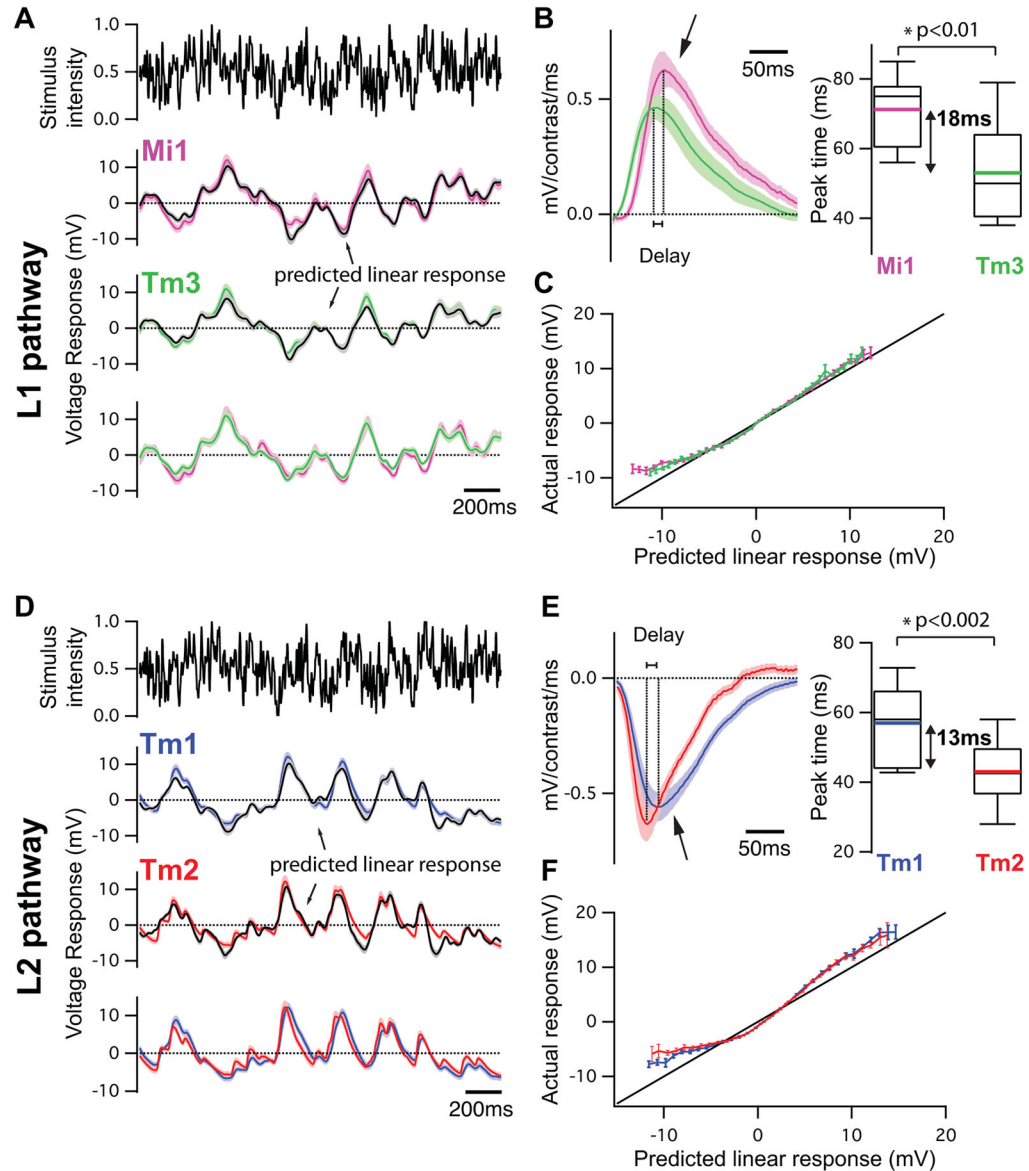 A
Stimulus
intensity
1.0
0.5
0.0
Mi1
10
0
-10
predicted linear response
Tm3
10
0
-10
10
0
-10
L1 pathway
Voltage Response (mV)
200ms
B
mV/contrast/ms
0.5
0.0
50ms
Delay
* p<0.01
Peak time (ms)
80
60
40
18ms
Mi1
Tm3
C
Actual response (mV)
20
10
0
-10
-10
0
10
20
Predicted linear response (mV)
D
Stimulus
intensity
1.0
0.5
0.0
Tm1
10
0
-10
predicted linear response
Tm2
10
0
-10
10
0
-10
L2 pathway
Voltage Response (mV)
200ms
E
mV/contrast/ms
Delay
0.0
-0.5
50ms
* p<0.002
Peak time (ms)
80
60
40
20
13ms
Tm1
Tm2
F
Actual response (mV)
20
10
0
-10
-10
0
10
20
Predicted linear response (mV)